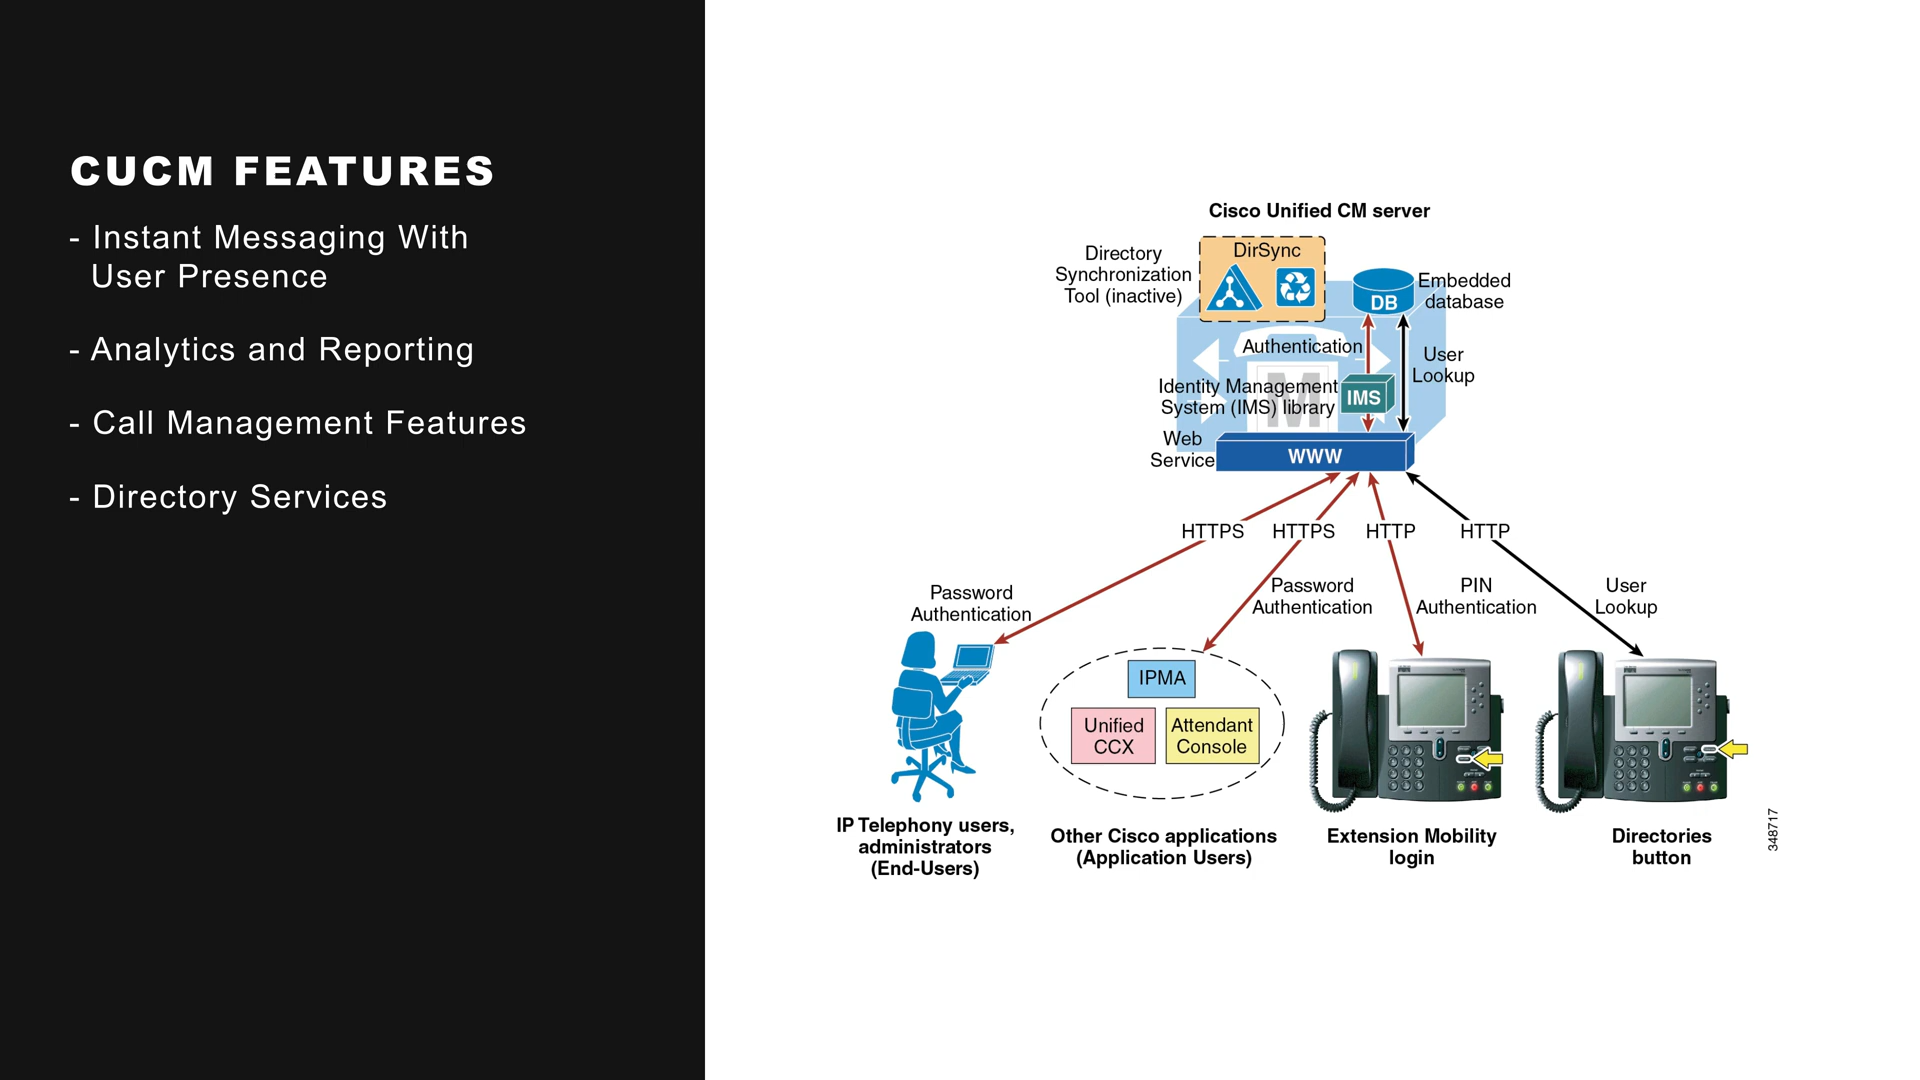 CUCM FEATURES
- Instant Messaging With
User Presence
- Analytics and Reporting
- Call Management Features
- Directory Services
Cisco Unified CM server
Directory
Synchronization
Tool (inactive)
DirSync
DB
Embedded
database
Authentication
User
Lookup
Identity Management
System (IMS) library
IMS
M
Web
Service
WWW
HTTPS
HTTPS
HTTP
HTTP
Password
Authentication
Password
Authentication
PIN
Authentication
User
Lookup
IPMA
Unified
CCX
Attendant
Console
IP Telephony users,
administrators
(End-Users)
Other Cisco applications
(Application Users)
Extension Mobility
login
Directories
button
348717